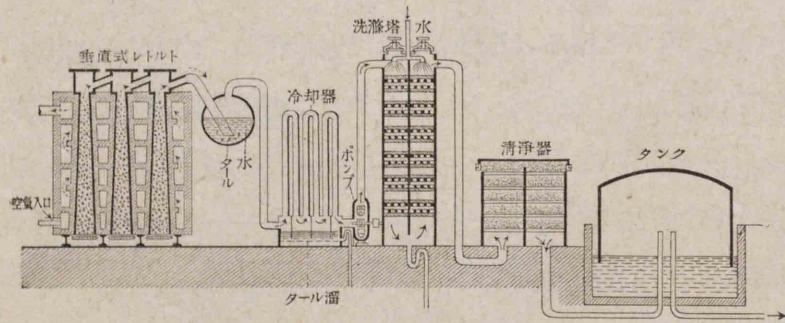 洗滌塔 水
垂直式レトルト
冷却器
ポンプ
清淨器
タンク
水
タール
空氣入口
タール溜